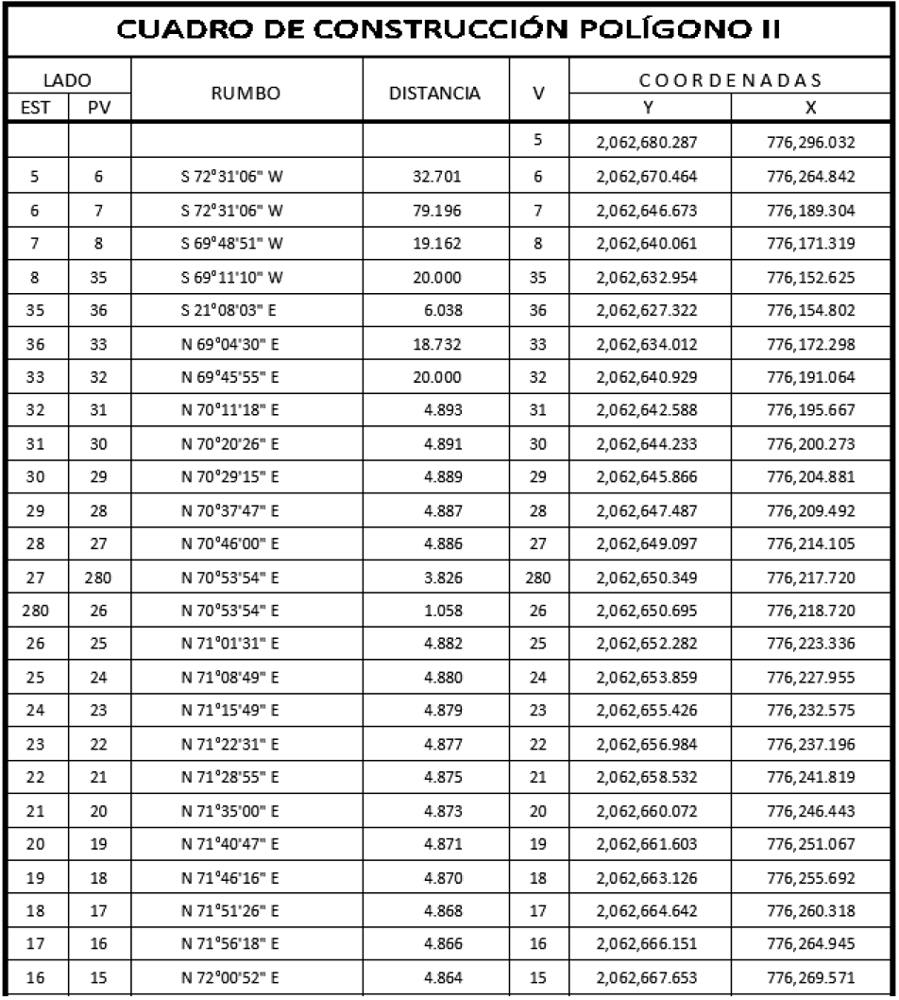 CUADRO DE CONSTRUCCIÓN POLÍGONO II
LADO RUMBO DISTANCIA V COORDENADAS
EST PV Y X
5 2,062,680.287 776,296.032
5 6 S 72°31'06" W 32.701 6 2,062,670.464 776,264.842
6 7 S 72°31'06" W 79.196 7 2,062,646.673 776,189.304
7 8 S 69°48'51" W 19.162 8 2,062,640.061 776,171.319
8 35 S 69°11'10" W 20.000 35 2,062,632.954 776,152.625
35 36 S 21°08'03" E 6.038 36 2,062,627.322 776,154.802
36 33 N 69°04'30" E 18.732 33 2,062,634.012 776,172.298
33 32 N 69°45'55" E 20.000 32 2,062,640.929 776,191.064
32 31 N 70°11'18" E 4.893 31 2,062,642.588 776,195.667
31 30 N 70°20'26" E 4.891 30 2,062,644.233 776,200.273
30 29 N 70°29'15" E 4.889 29 2,062,645.866 776,204.881
29 28 N 70°37'47" E 4.887 28 2,062,647.487 776,209.492
28 27 N 70°46'00" E 4.886 27 2,062,649.097 776,214.105
27 280 N 70°53'54" E 3.826 280 2,062,650.349 776,217.720
280 26 N 70°53'54" E 1.058 26 2,062,650.695 776,218.720
26 25 N 71°01'31" E 4.882 25 2,062,652.282 776,223.336
25 24 N 71°08'49" E 4.880 24 2,062,653.859 776,227.955
24 23 N 71°15'49" E 4.879 23 2,062,655.426 776,232.575
23 22 N 71°22'31" E 4.877 22 2,062,656.984 776,237.196
22 21 N 71°28'55" E 4.875 21 2,062,658.532 776,241.819
21 20 N 71°35'00" E 4.873 20 2,062,660.072 776,246.443
20 19 N 71°40'47" E 4.871 19 2,062,661.603 776,251.067
19 18 N 71°46'16" E 4.870 18 2,062,663.126 776,255.692
18 17 N 71°51'26" E 4.868 17 2,062,664.642 776,260.318
17 16 N 71°56'18" E 4.866 16 2,062,666.151 776,264.945
16 15 N 72°00'52" E 4.864 15 2,062,667.653 776,269.571